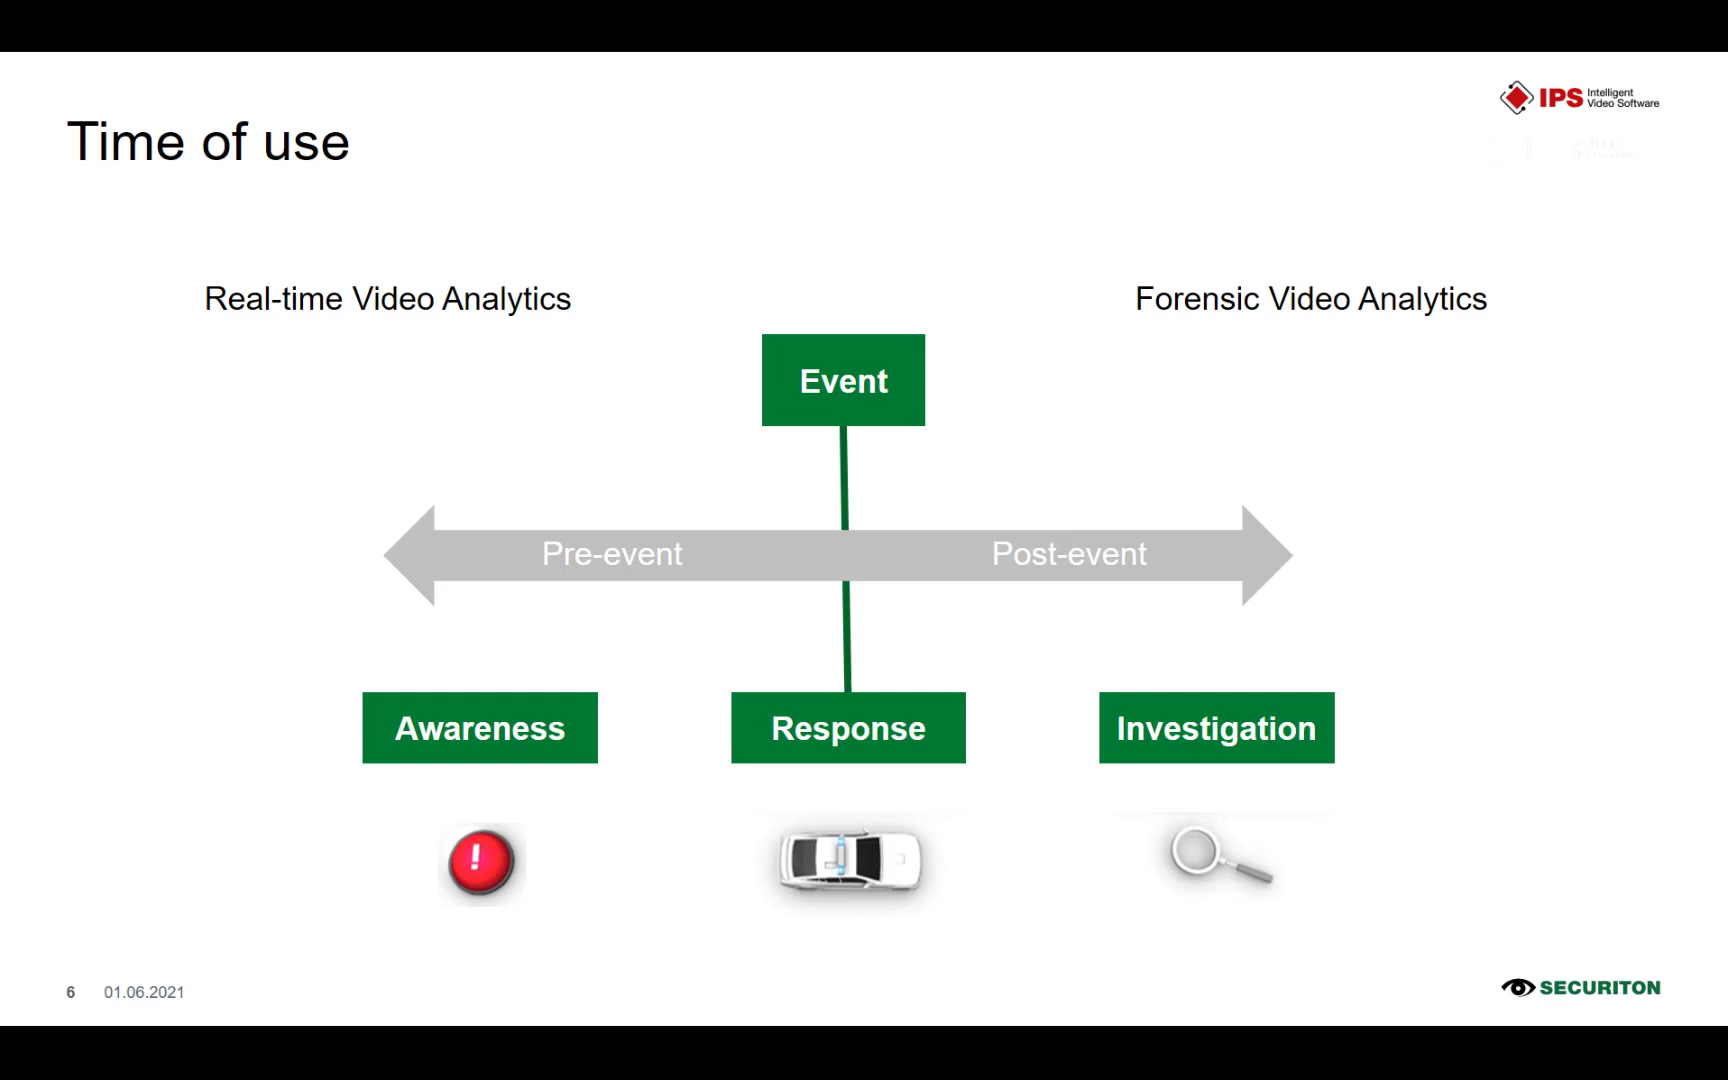 IPS Intelligent
Video Software
Time of use
Real-time Video Analytics
Forensic Video Analytics
Event
Pre-event
Post-event
Awareness
Response
Investigation
!
6
01.06.2021
SECURITON